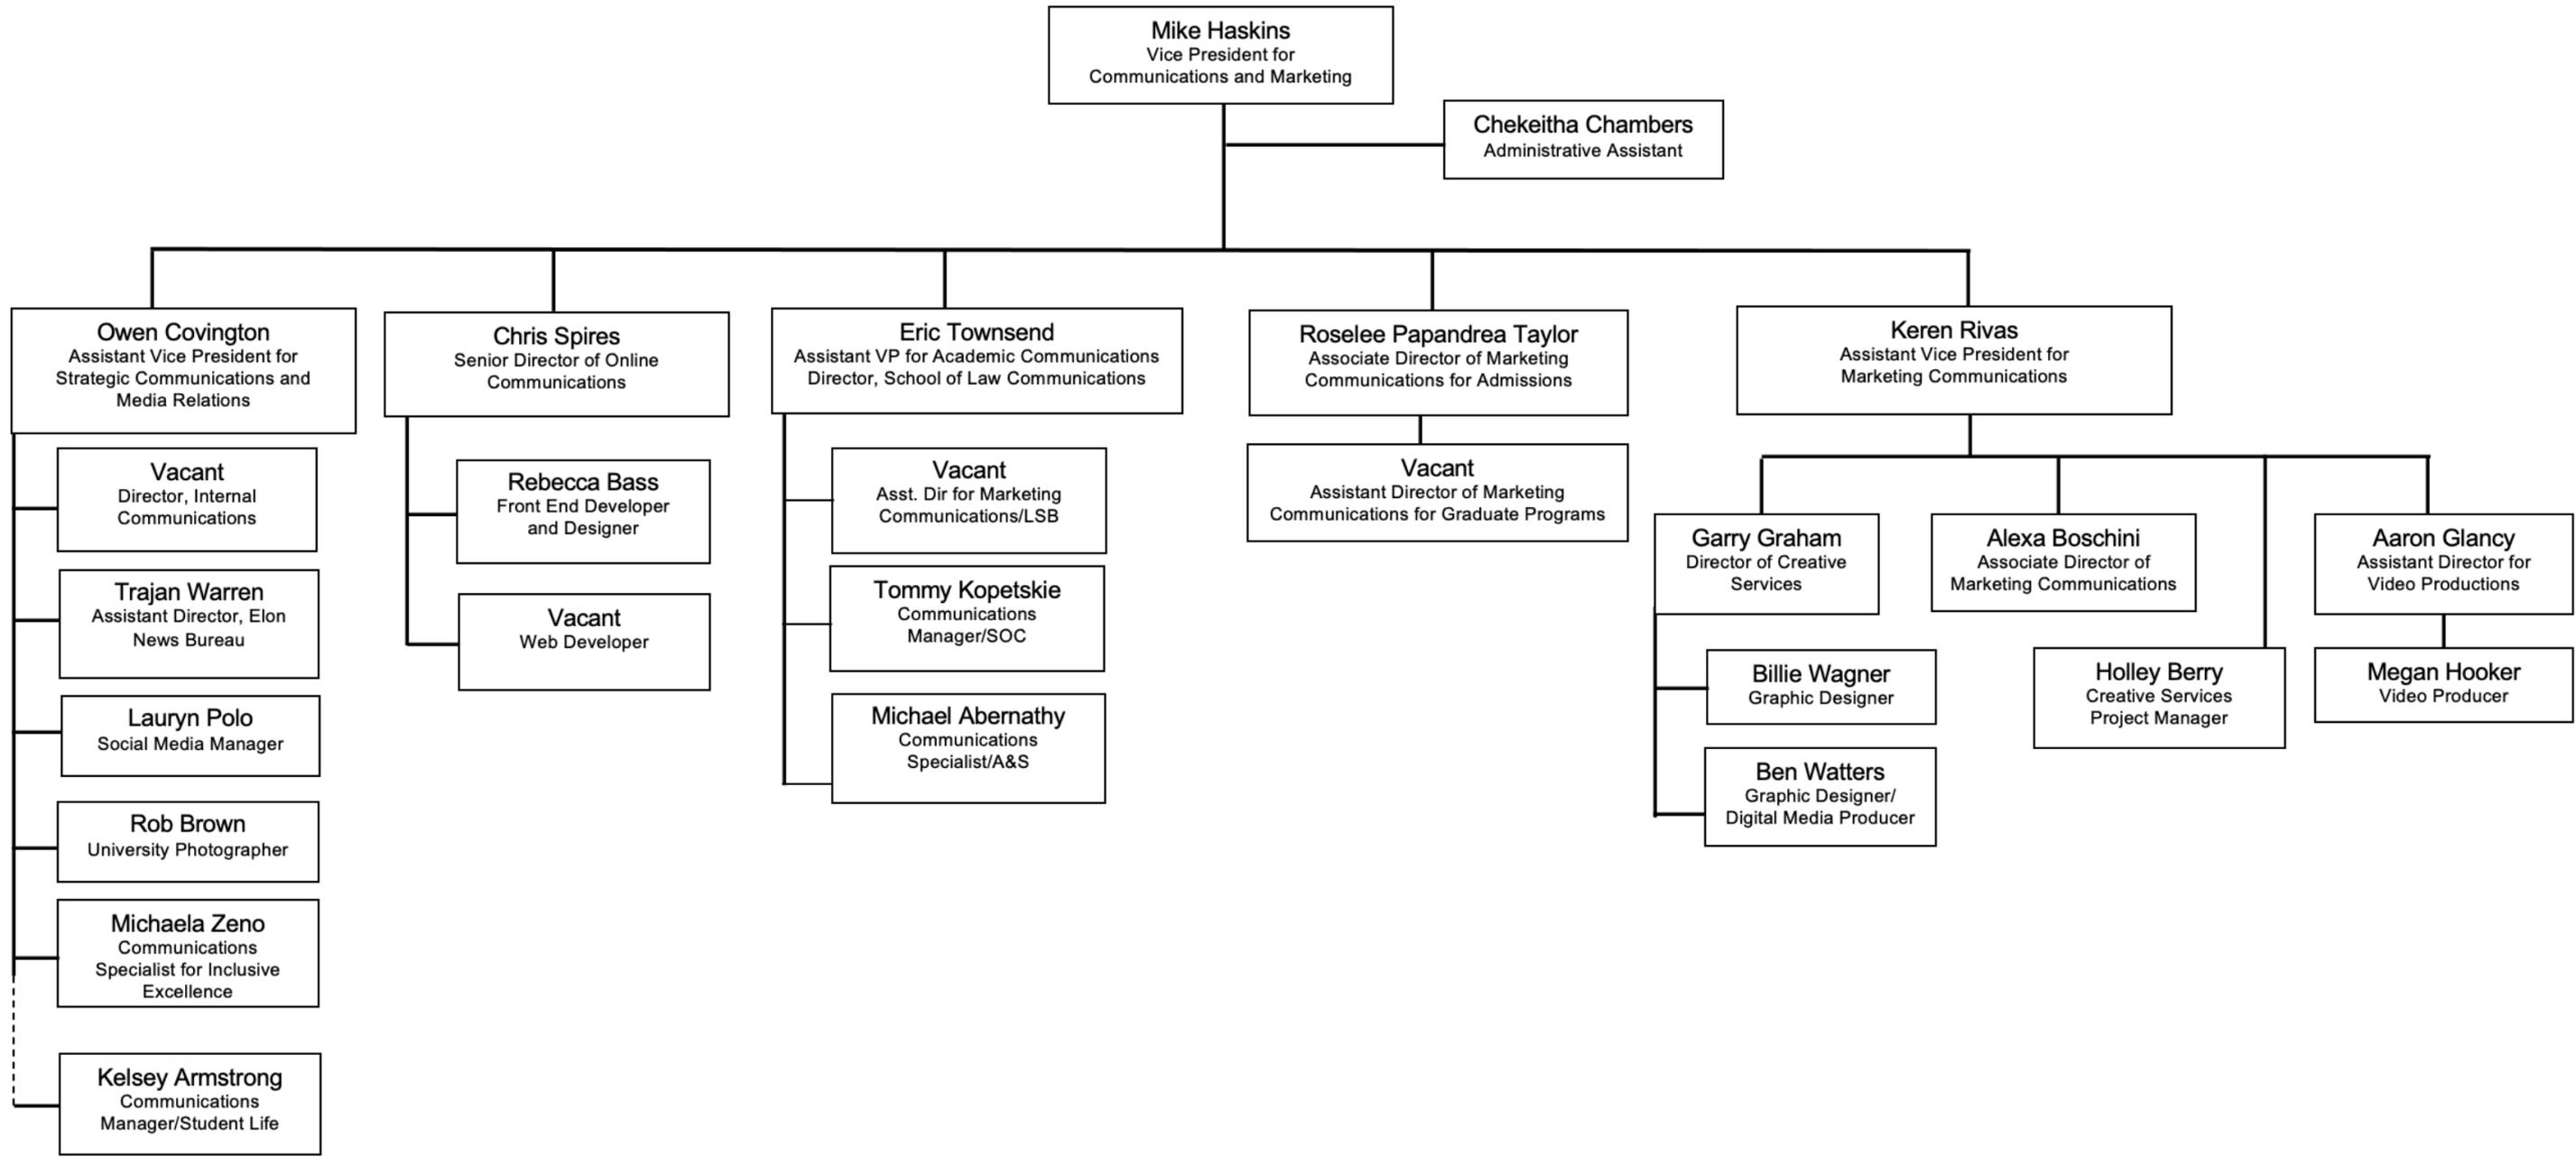 Mike Haskins
Vice President for
Communications and Marketing
Chekeitha Chambers
Administrative Assistant
Owen Covington
Assistant Vice President for
Strategic Communications and
Media Relations
Vacant
Director, Internal
Communications
Trajan Warren
Assistant Director, Elon
News Bureau
Lauryn Polo
Social Media Manager
Rob Brown
University Photographer
Michaela Zeno
Communications
Specialist for Inclusive
Excellence
Kelsey Armstrong
Communications
Manager/Student Life
Chris Spires
Senior Director of Online
Communications
Rebecca Bass
Front End Developer
and Designer
Vacant
Web Developer
Eric Townsend
Assistant VP for Academic Communications
Director, School of Law Communications
Vacant
Asst. Dir for Marketing
Communications/LSB
Tommy Kopetskie
Communications
Manager/SOC
Michael Abernathy
Communications
Specialist/A&S
Roselee Papandrea Taylor
Associate Director of Marketing
Communications for Admissions
Vacant
Assistant Director of Marketing
Communications for Graduate Programs
Keren Rivas
Assistant Vice President for
Marketing Communications
Garry Graham
Director of Creative
Services
Billie Wagner
Graphic Designer
Ben Watters
Graphic Designer/
Digital Media Producer
Alexa Boschini
Associate Director of
Marketing Communications
Holley Berry
Creative Services
Project Manager
Aaron Glancy
Assistant Director for
Video Productions
Megan Hooker
Video Producer